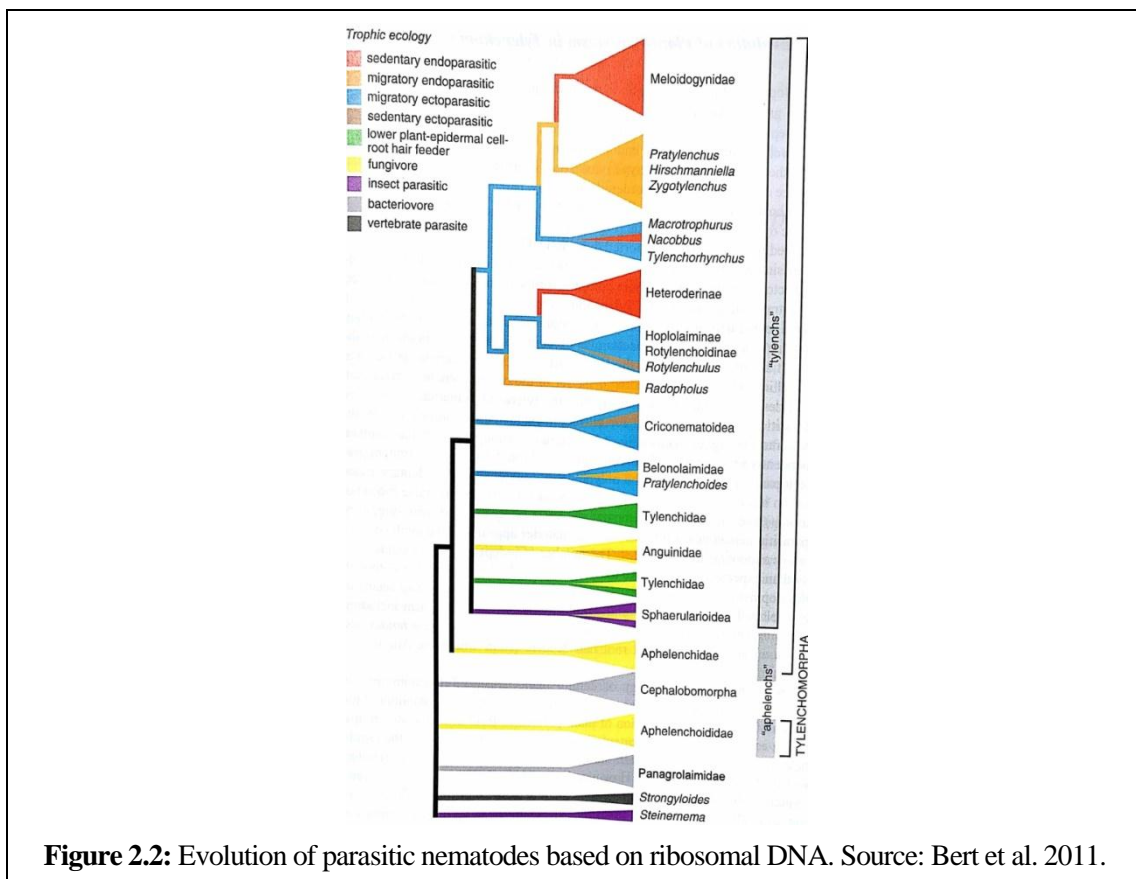 Trophic ecology
sedentary endoparasitic
migratory endoparasitic
migratory ectoparasitic
sedentary ectoparasitic
lower plant-epidermal cell-
root hair feeder
fungivore
insect parasitic
bacteriovore
vertebrate parasite
Meloidogynidae
Pratylenchus
Hirschmanniella
Zygotylenchus
Macrotrophurus
Nacobbus
Tylenchorhynchus
Heteroderinae
Hoplolaiminae
Rotylenchoidinae
Rotylenchulus
Radopholus
Criconematoidea
Belonolaimidae
Pratylenchoides
Tylenchidae
Anguinidae
Tylenchidae
Sphaerularioidea
Aphelenchidae
Cephalobomorpha
Aphelenchoididae
Panagrolaimidae
Strongyloides
Steinernema
"tylenchs"
"aphelenchs"
TYLENCHOMORPHA
Figure 2.2: Evolution of parasitic nematodes based on ribosomal DNA. Source: Bert et al. 2011.